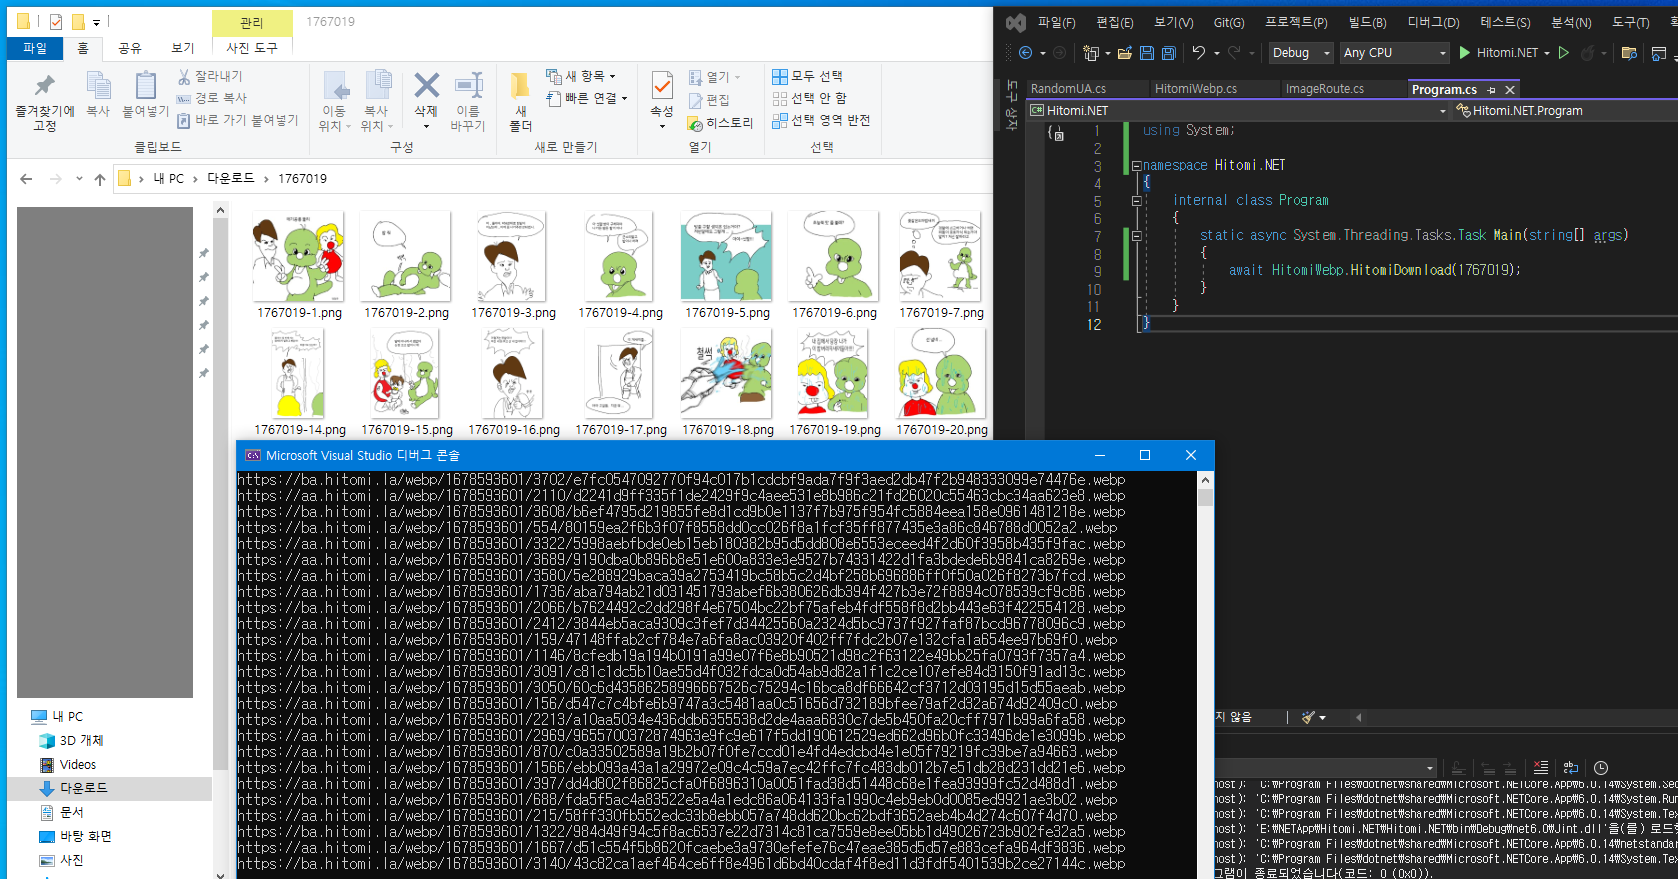 관리
1767019
파일
홈
공유
보기
사진 도구
즐겨찾기에
고정
복사
붙여넣기
잘라내기
경로 복사
바로 가기 붙여넣기
클립보드
이동
위치
복사
위치
삭제
이름
바꾸기
구성
새
폴더
새 항목
빠른 연결
새로 만들기
속성
열기
편집
히스토리
열기
모두 선택
선택 안 함
선택 영역 반전
선택
내 PC > 다운로드 > 1767019
1767019-1.png
1767019-2.png
1767019-3.png
1767019-4.png
1767019-5.png
1767019-6.png
1767019-7.png
철썩
1767019-14.png
1767019-15.png
1767019-16.png
1767019-17.png
1767019-18.png
1767019-19.png
1767019-20.png
내 PC
3D 개체
Videos
다운로드
문서
바탕 화면
사진
파일(F) 편집(E) 보기(V) Git(G) 프로젝트(P) 빌드(B) 디버그(D) 테스트(S) 분석(N) 도구(T)
Debug Any CPU Hitomi.NET
도구 상자
RandomUA.cs HitomiWebp.cs ImageRoute.cs Program.cs
Hitomi.NET Hitomi.NET.Program
1 using System;
2
3 namespace Hitomi.NET
4 {
5 internal class Program
6 {
7 static async System.Threading.Tasks.Task Main(string[] args)
8 {
9 await HitomiWebp.HitomiDownload(1767019);
10 }
11 }
12 }
Microsoft Visual Studio 디버그 콘솔
https://ba.hitomi.la/webp/1678593601/3702/e7fc0547092770f94c017b1cdcbf9ada7f9f3aed2db47f2b948333099e74476e.webp
https://aa.hitomi.la/webp/1678593601/2110/d2241d9ff335f1de2429f9c4aee531e8b986c21fd26020c55463cbc34aa623e8.webp
https://ba.hitomi.la/webp/1678593601/3608/b6ef4795d219855fe8d1cd9b0e1137f7b975f954fc5884eea158e0961481218e.webp
https://aa.hitomi.la/webp/1678593601/554/80159ea2f6b3f07f8558dd0cc026f8a1fcf35ff877435e3a86c846788d0052a2.webp
https://aa.hitomi.la/webp/1678593601/3322/5998aebfbde0eb15eb180382b95d5dd808e6553eceed4f2d60f3958b435f9fac.webp
https://aa.hitomi.la/webp/1678593601/3689/9190dba0b896b8e51e600a833e3e9527b74331422d1fa3bdede6b9841ca8269e.webp
https://aa.hitomi.la/webp/1678593601/3580/5e288929baca39a2753419bc58b5c2d4bf258b696886ff0f50a026f8273b7fcd.webp
https://aa.hitomi.la/webp/1678593601/1736/aba794ab21d031451793abef6b380626db394f427b3e72f8894c078539cf9c86.webp
https://aa.hitomi.la/webp/1678593601/2066/b7624492c2dd298f4e67504bc22bf75afeb4fdf558f8d2bb443e63f422554128.webp
https://aa.hitomi.la/webp/1678593601/2412/3844eb5aca9309c3fef7d34425560a2324d5bc9737f927faf87bcd96778096c9.webp
https://aa.hitomi.la/webp/1678593601/159/47148ffab2cf784e7a6fa8ac03920f402ff7fdc2b07e132cfa1a654ee97b69f0.webp
https://ba.hitomi.la/webp/1678593601/1146/8cfedb19a194b0191a99e07f6e8b90521d98c2f63122e49bb25fa0793f7357a4.webp
https://aa.hitomi.la/webp/1678593601/3091/c81c1dc5b10ae55d4f032fdca0d54ab9d82a1f1c2ce107efe84d3150f91ad13c.webp
https://ba.hitomi.la/webp/1678593601/3050/60c6d43586258996667526c75294c16bca8df66642cf3712d03195d15d55aeab.webp
https://aa.hitomi.la/webp/1678593601/156/d547c7c4bfe6b9747a3c5481aa0c51656d732189bfee79af2d32a674d92409c0.webp
https://ba.hitomi.la/webp/1678593601/2213/a10aa5034e436ddb6355338d2de4aaa6830c7de5b450fa20cff7971b99a6fa58.webp
https://ba.hitomi.la/webp/1678593601/2969/9655700372874963e9fc9e617f5dd190612529ed662d96b0fc33496de1e3099b.webp
https://aa.hitomi.la/webp/1678593601/870/c0a33502589a19b2b07f0fe7ccd01e4fd4edcbd4e1e05f79219fc39be7a94663.webp
https://aa.hitomi.la/webp/1678593601/1566/ebb093a43a1a29972e09c4c59a7ec42ffc7fc483db012b7e51db28d231dd21e6.webp
https://aa.hitomi.la/webp/1678593601/397/dd4d802f86825cfa0f6896310a0051fad38d51448c68e1fea93999fc52d488d1.webp
https://aa.hitomi.la/webp/1678593601/688/fda5f5ac4a83522e5a4a1edc86a064133fa1990c4eb9eb0d0085ed9921ae3b02.webp
https://aa.hitomi.la/webp/1678593601/215/58ff330fb552edc33b8ebb057a748dd620bc62bdf3652aeb4b4d274c607f4d70.webp
https://ba.hitomi.la/webp/1678593601/1322/984d49f94c5f8ac6537e22d7314c81ca7559e8ee05bb1d49026723b902fe32a5.webp
https://aa.hitomi.la/webp/1678593601/1667/d51c554f5b8620fcaebe3a9730efefe76c47eae385d5d57e883cefa964df3836.webp
https://ba.hitomi.la/webp/1678593601/3140/43c82ca1aef464ce6ff8e4961d6bd40cdaf4f8ed11d3fdf5401539b2ce27144c.webp
지 않음
ost): 'C:\Program Files\dotnet\shared\Microsoft.NETCore.App\6.0.14\System.Sec
ost): 'C:\Program Files\dotnet\shared\Microsoft.NETCore.App\6.0.14\System.Run
ost): 'C:\Program Files\dotnet\shared\Microsoft.NETCore.App\6.0.14\System.Tex
ost): 'E:\NETApp\Hitomi.NET\Hitomi.NET\bin\Debug\net6.0\Jint.dll'을(를) 로드
ost): 'C:\Program Files\dotnet\shared\Microsoft.NETCore.App\6.0.14\netstandar
ost): 'C:\Program Files\dotnet\shared\Microsoft.NETCore.App\6.0.14\System.Tex
그램이 종료되었습니다(코드: 0 (0x0)).